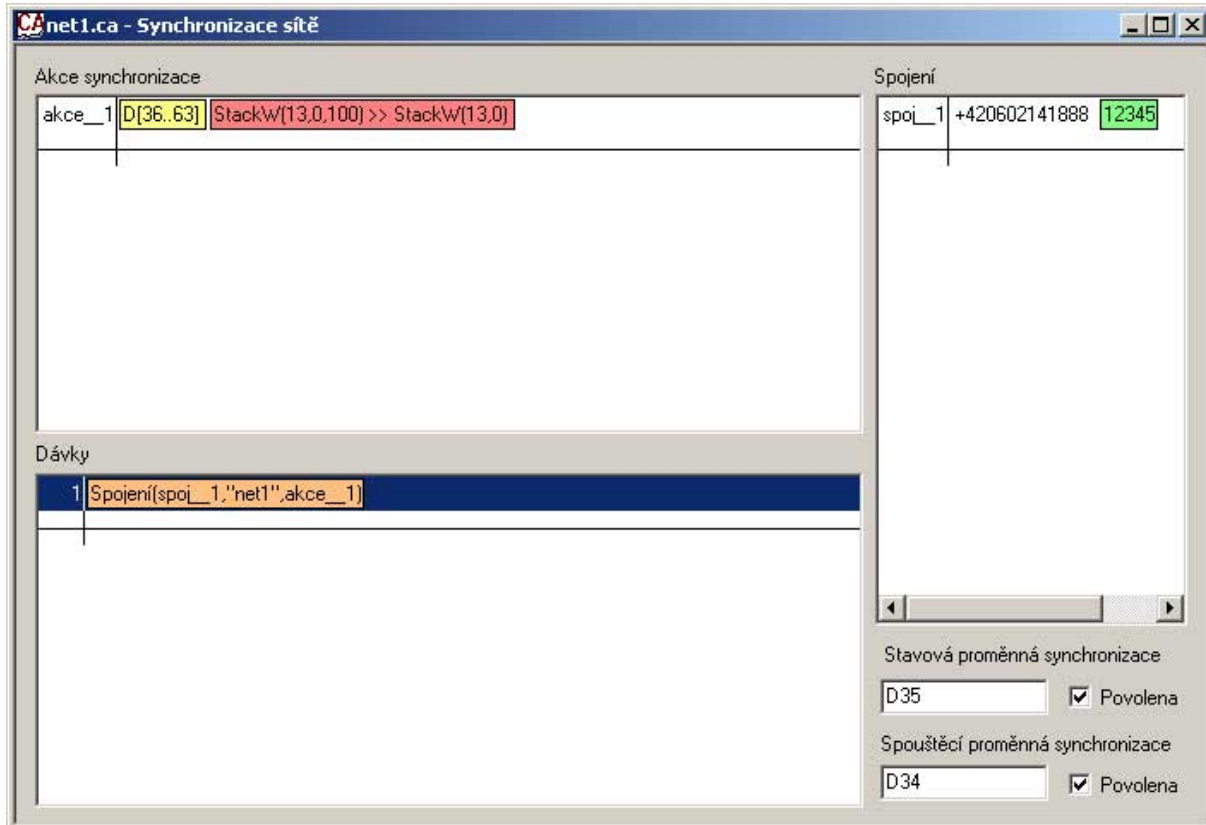 CA net1.ca - Synchronizace sítě
Akce synchronizace
akce__1 D[36..63] StackW(13,0,100) >> StackW(13,0)
Spojení
spoj__1 +420602141888 12345
Dávky
1 Spojení(spoj__1,"net1",akce__1)
Stavová proměnná synchronizace
D35 Povolena
Spouštěcí proměnná synchronizace
D34 Povolena